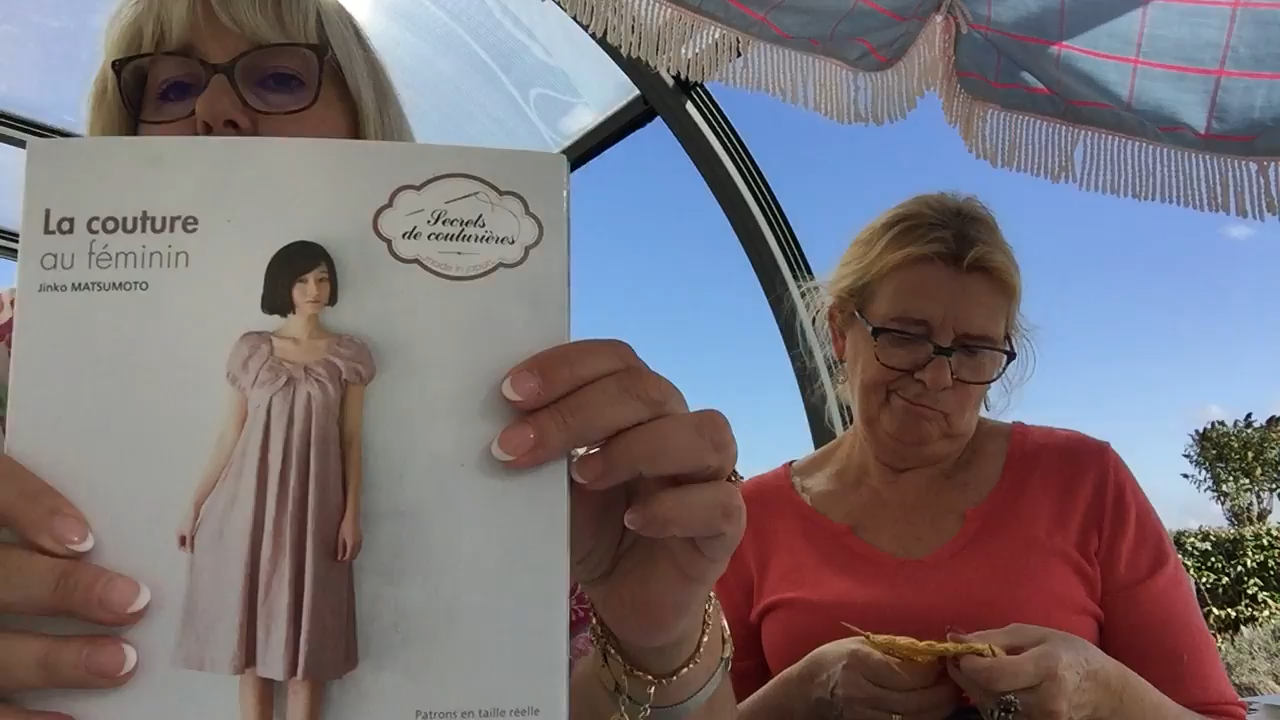 La couture
au féminin
Jinko MATSUMOTO
Secrets
de couturières
made in japan
Patrons en taille réelle